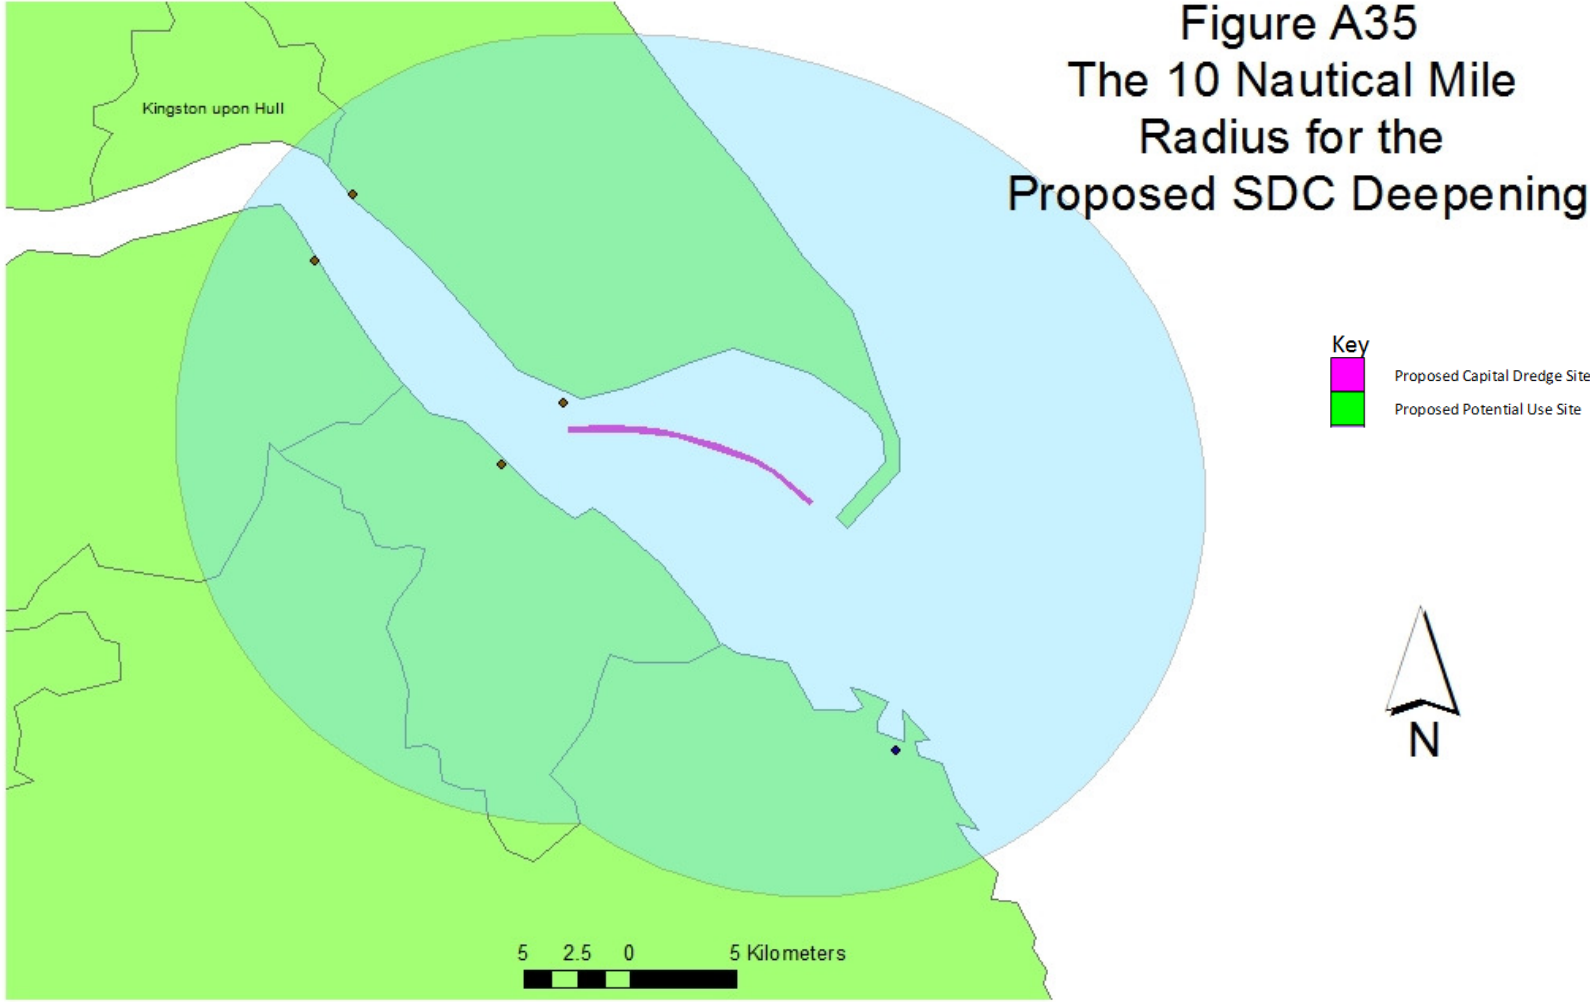 Figure A35
The 10 Nautical Mile
Radius for the
Proposed SDC Deepening
Kingston upon Hull
Key
Proposed Capital Dredge Site
Proposed Potential Use Site
N
5 2.5 0 5 Kilometers